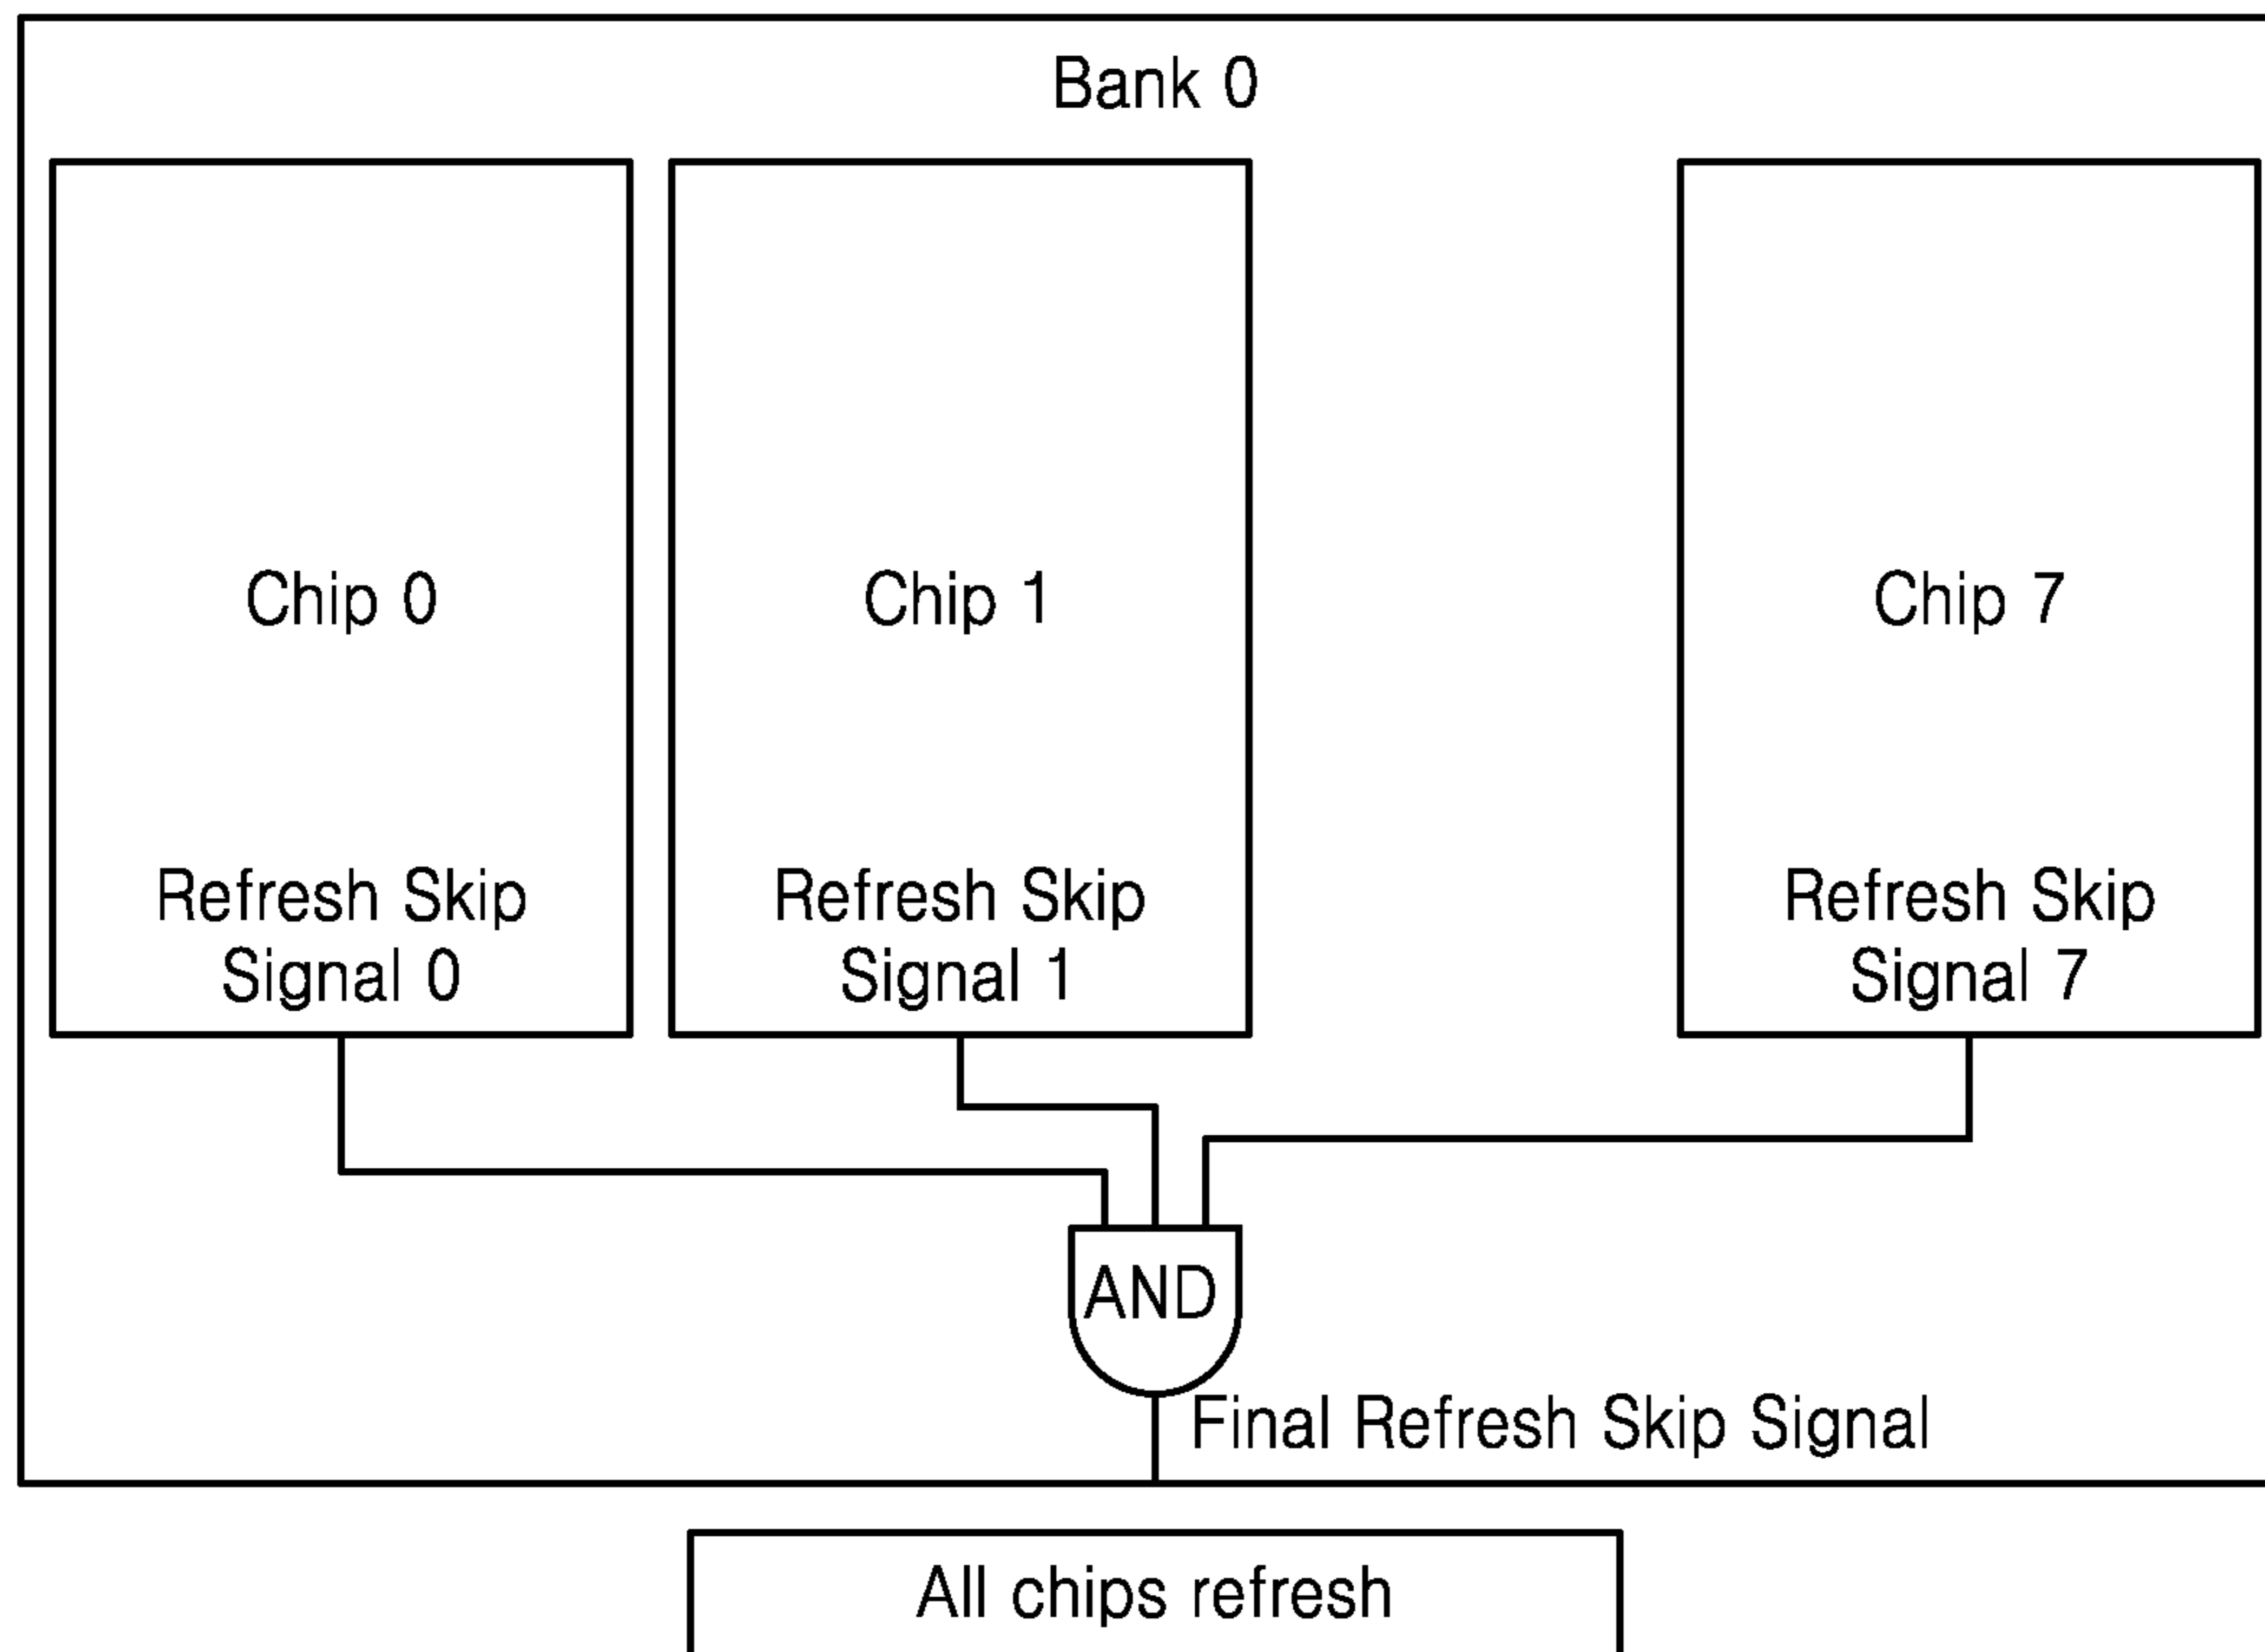 Bank 0
Chip 0
Chip 1
Chip 7
Refresh Skip
Signal 0
Refresh Skip
Signal 1
Refresh Skip
Signal 7
AND
Final Refresh Skip Signal
All chips refresh